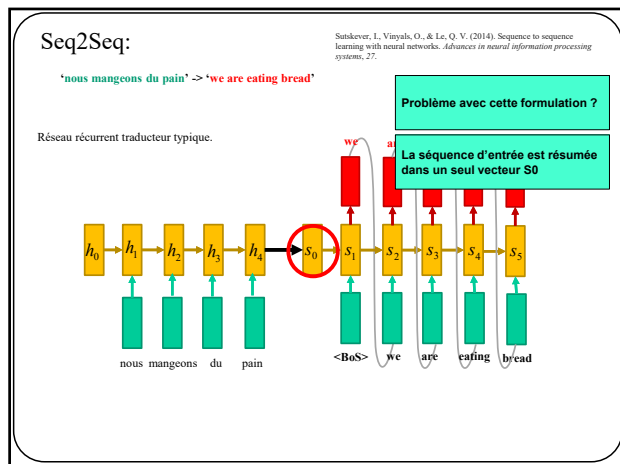 Seq2Seq:
Sutskever, I., Vinyals, O., & Le, Q. V. (2014). Sequence to sequence
learning with neural networks. Advances in neural information processing
systems, 27.
‘nous mangeons du pain’ -> ‘we are eating bread’
Problème avec cette formulation ?
Réseau récurrent traducteur typique.
La séquence d’entrée est résumée
dans un seul vecteur S0
we
h0 h1 h2 h3 h4 s0 s1 s2 s3 s4 s5
nous mangeons du pain
<BoS> we are eating bread